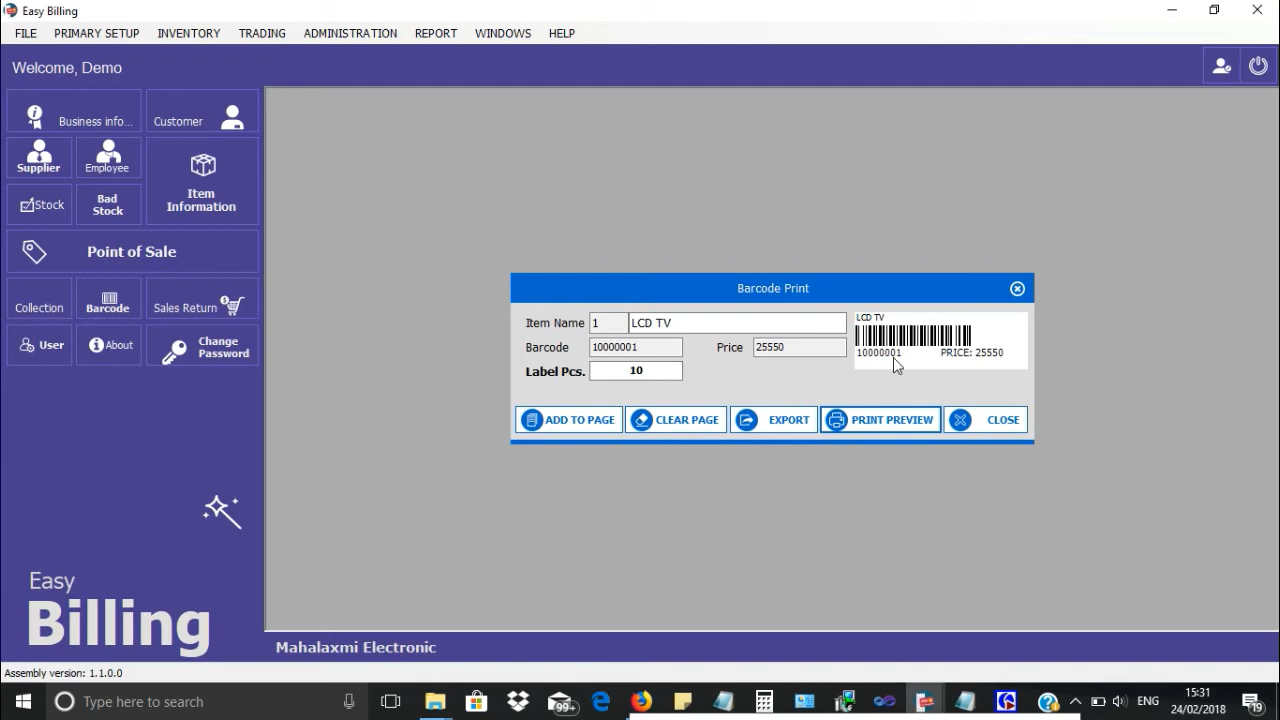 Easy Billing
FILE PRIMARY SETUP INVENTORY TRADING ADMINISTRATION REPORT WINDOWS HELP
Welcome, Demo
Business info...
Customer
Supplier
Employee
Item
Information
Stock
Bad
Stock
Point of Sale
Collection
Barcode
Sales Return
User
About
Change
Password
Barcode Print
Item Name 1 LCD TV
Barcode 10000001 Price 25550
Label Pcs. 10
LCD TV
10000001 PRICE: 25550
ADD TO PAGE CLEAR PAGE EXPORT PRINT PREVIEW CLOSE
Easy
Billing
Mahalaxmi Electronic
Assembly version: 1.1.0.0
Type here to search
99+
ENG
15:31
24/02/2018
19